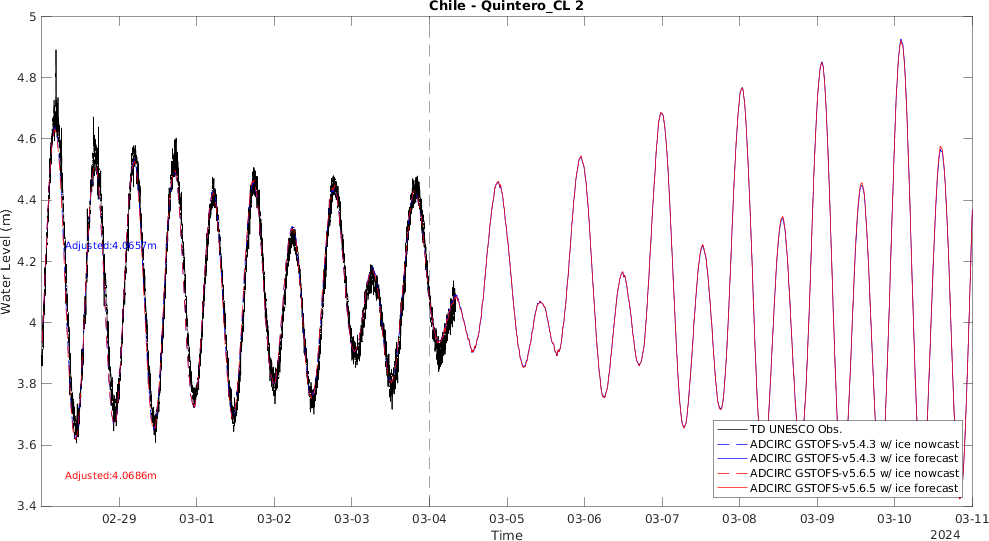 Chile - Quintero_CL 2
5
4.8
4.6
4.4
4.2
4
3.8
3.6
3.4
Water Level (m)
Adjusted:4.0657m
Adjusted:4.0686m
TD UNESCO Obs.
ADCIRC GSTOFS-v5.4.3 w/ ice nowcast
ADCIRC GSTOFS-v5.4.3 w/ ice forecast
ADCIRC GSTOFS-v5.6.5 w/ ice nowcast
ADCIRC GSTOFS-v5.6.5 w/ ice forecast
02-29 03-01 03-02 03-03 03-04 03-05 03-06 03-07 03-08 03-09 03-10 03-11
Time
2024